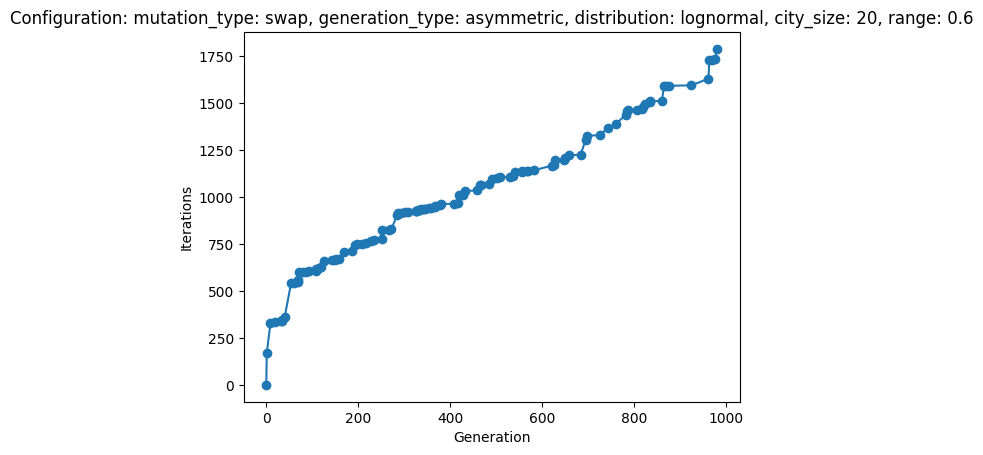 Configuration: mutation_type: swap, generation_type: asymmetric, distribution: lognormal, city_size: 20, range: 0.6
1750
1500
1250
1000
750
500
250
0
Iterations
0 200 400 600 800 1000
Generation